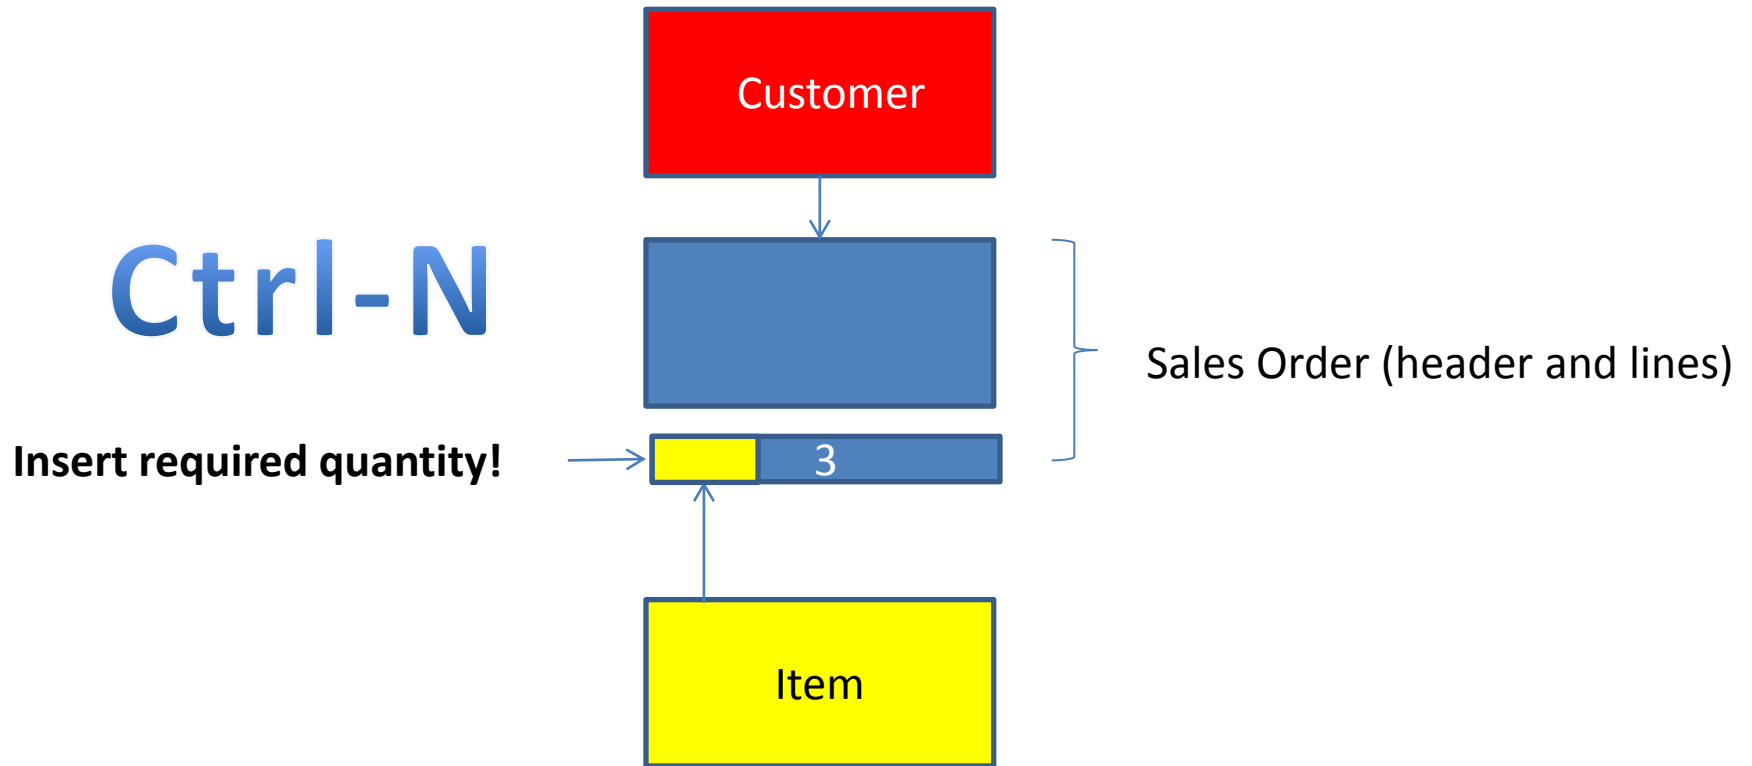 Customer
Ctrl-N
Sales Order (header and lines)
Insert required quantity!
3
Item